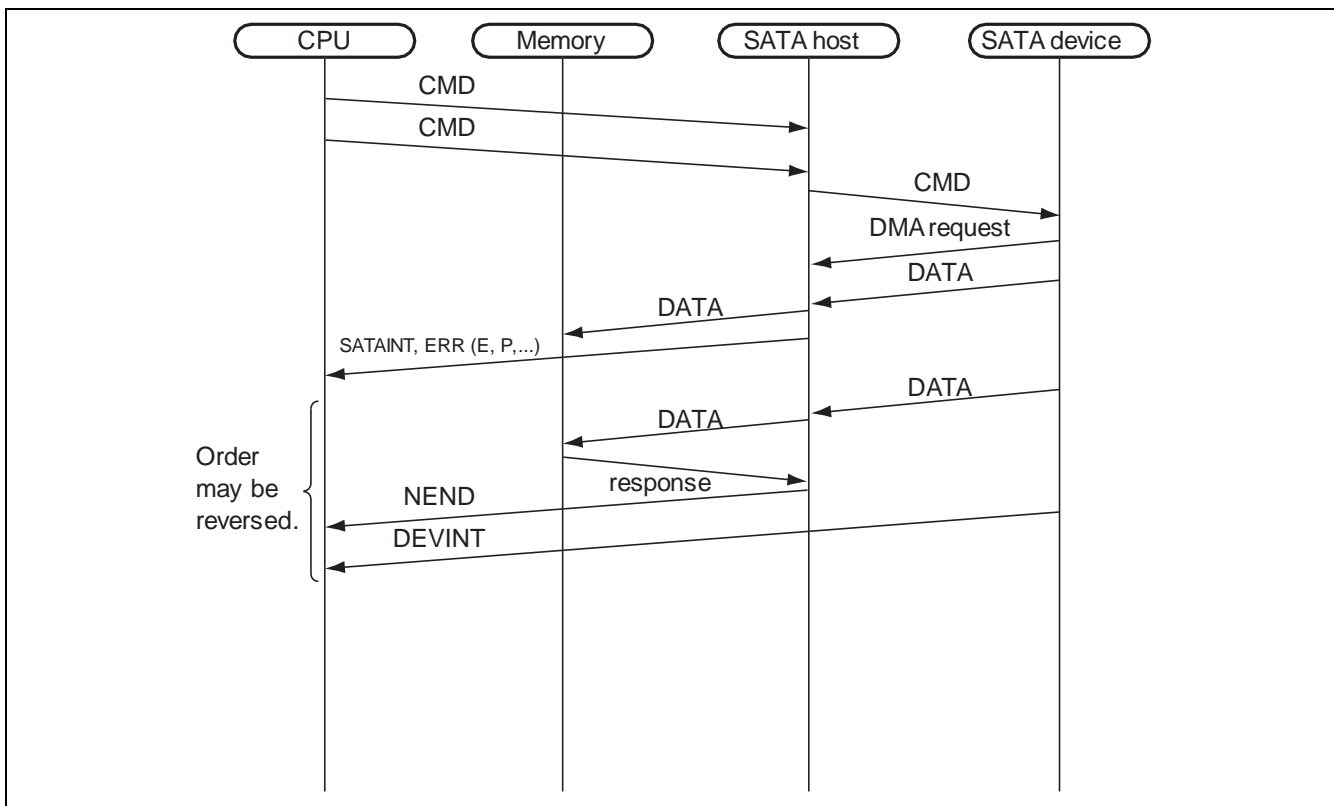 CPU
Memory
SATA host
SATA device
CMD
CMD
CMD
DMA request
DATA
DATA
SATAINT, ERR (E, P,...)
DATA
DATA
response
Order
may be
reversed.
NEND
DEVINT